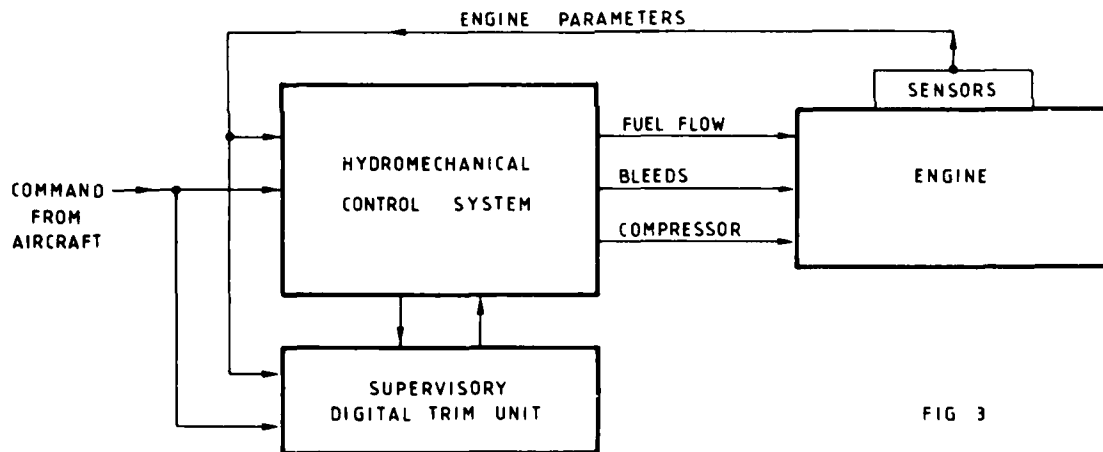 ENGINE PARAMETERS
SENSORS
HYDROMECHANICAL
CONTROL SYSTEM
FUEL FLOW
BLEEDS
COMPRESSOR
ENGINE
COMMAND
FROM
AIRCRAFT
SUPERVISORY
DIGITAL TRIM UNIT
FIG 3